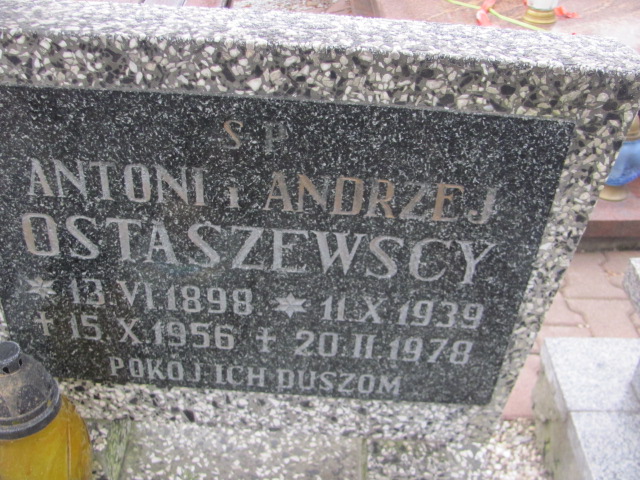 S P
ANTONI i ANDRZEJ
OSTASZEWSCY
* 13.VI.1898 * 11.X.1939
+ 15.X.1956 + 20.II.1978
POKÓJ ICH DUSZOM